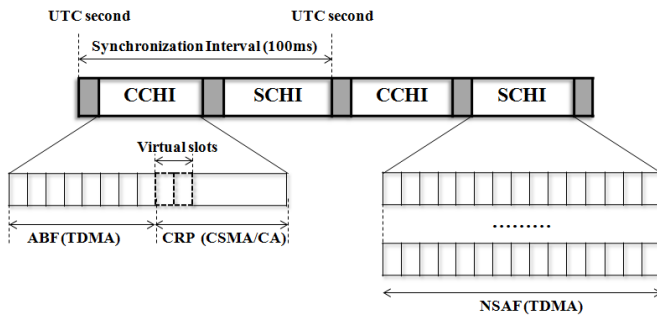 UTC second UTC second
Synchronization Interval (100ms)
CCHI SCHI CCHI SCHI
Virtual slots
.........
ABF (TDMA) CRP (CSMA/CA)
NSAF (TDMA)